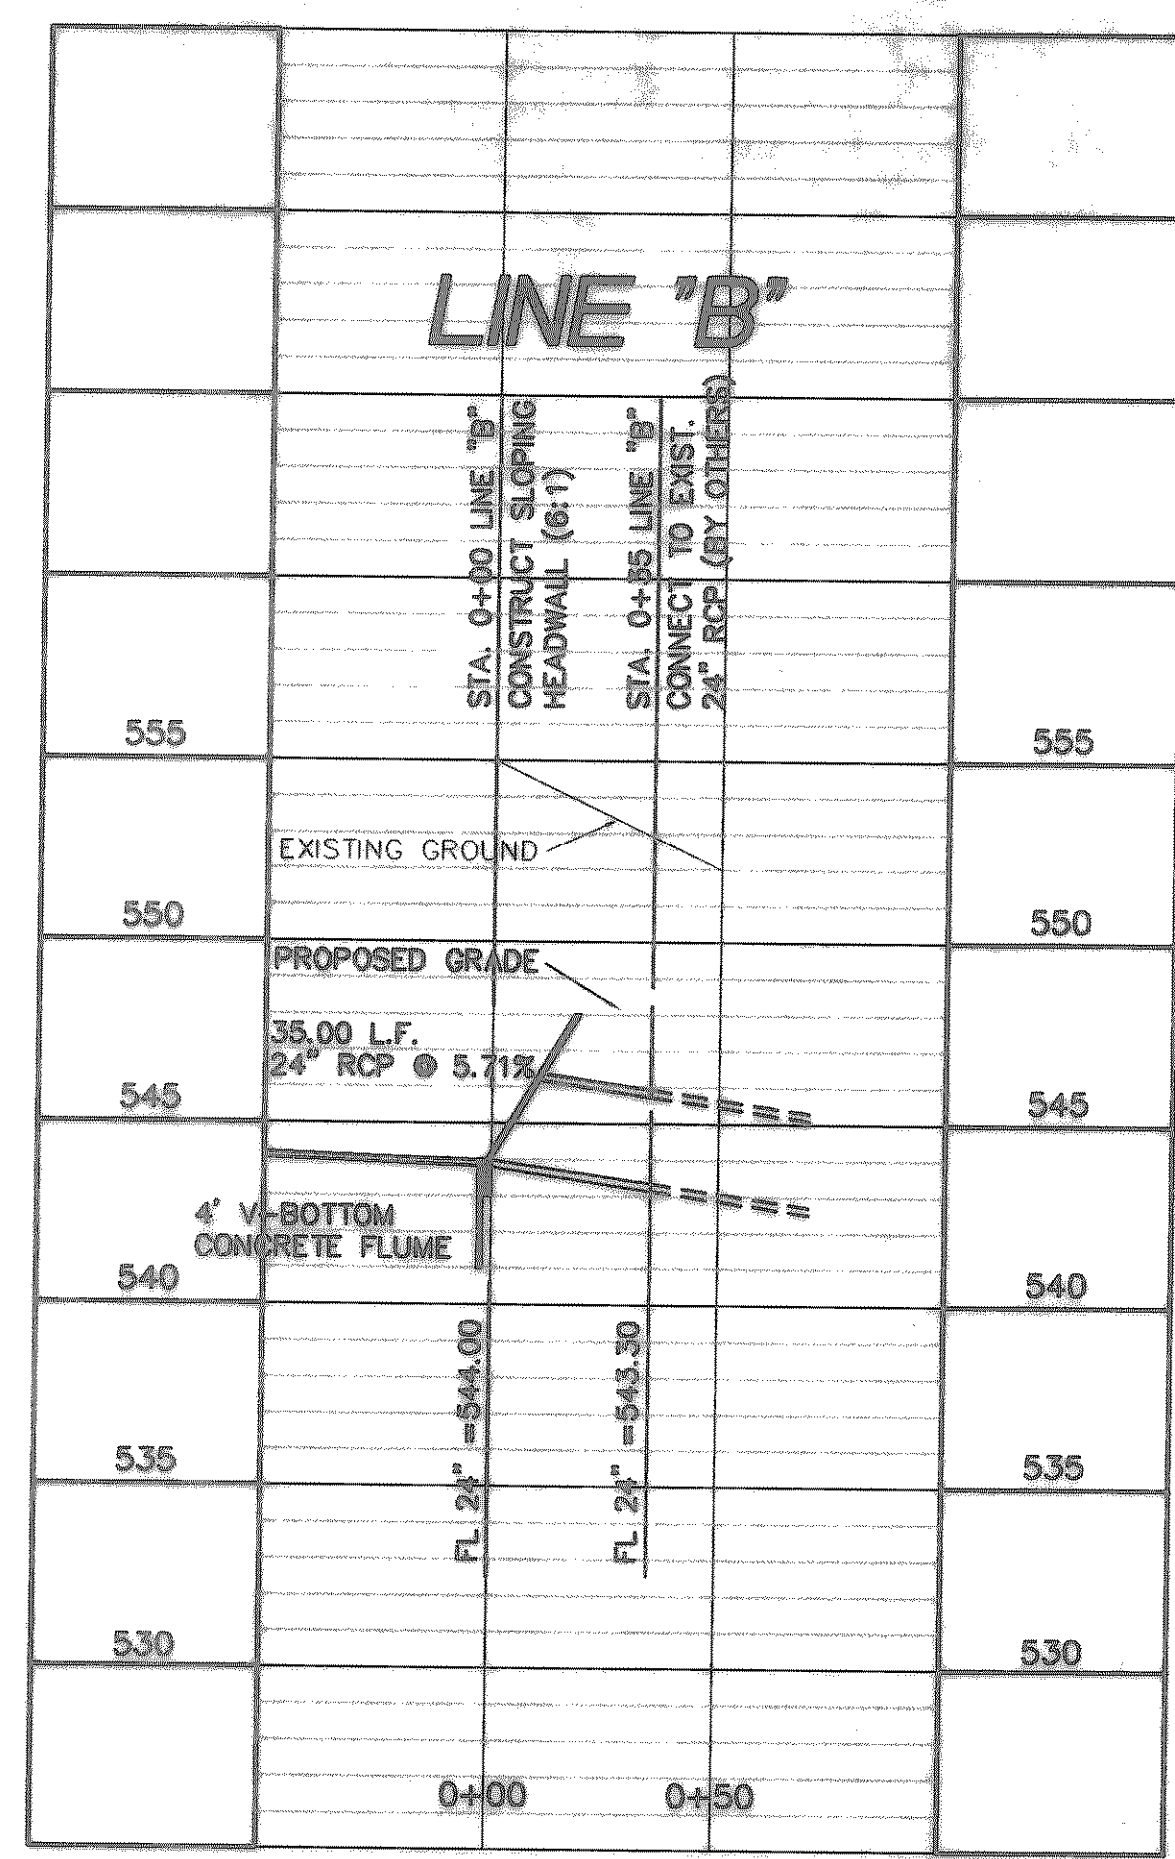 LINE "B"
STA. 0+00 LINE "B"
CONSTRUCT SLOPING
HEADWALL (6:1)
STA. 0+35 LINE "B"
CONNECT TO EXIST.
24" RCP (BY OTHERS)
555
555
EXISTING GROUND
550
550
PROPOSED GRADE
35.00 L.F.
24" RCP @ 5.71%
545
545
4' V-BOTTOM
CONCRETE FLUME
540
540
FL 24" =544.00
FL 24" =543.30
535
535
530
530
0+00
0+50